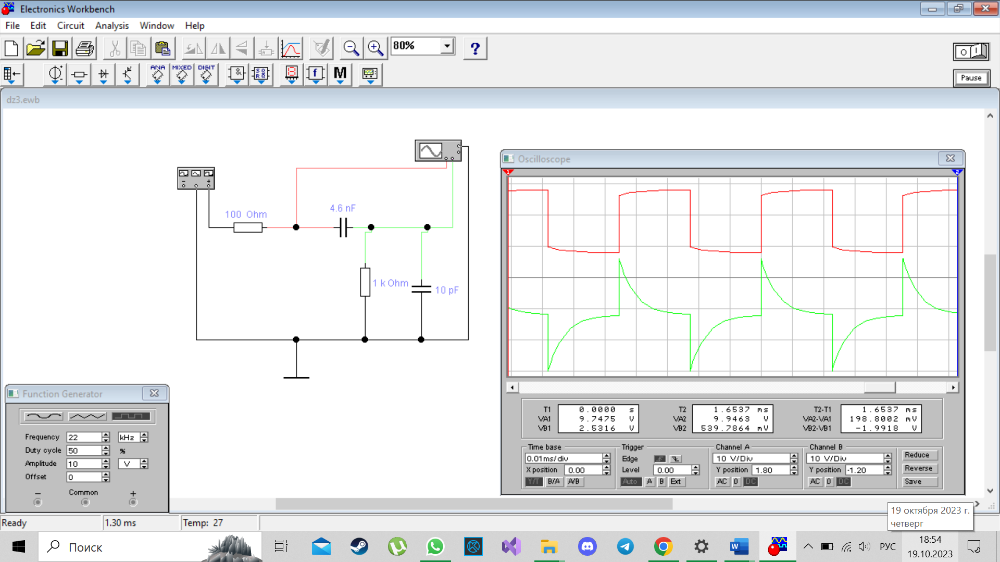 Electronics Workbench
File Edit Circuit Analysis Window Help
80%
?
ANA MIXED DIGIT
M
Pause
dz3.ewb
100 Ohm
4.6 nF
1 k Ohm
10 pF
Oscilloscope
1
2
T1 0.0000 s
VA1 9.7475 V
VB1 2.5316 V
T2 1.6537 ms
VA2 9.9463 V
VB2 539.7864 mV
T2-T1 1.6537 ms
VA2-VA1 198.8002 mV
VB2-VB1 -1.9918 V
Time base
0.01ms/div
X position 0.00
Y/T B/A A/B
Trigger
Edge
Level 0.00
Auto A B Ext
Channel A
10 V/Div
Y position 1.80
AC 0 DC
Channel B
10 V/Div
Y position -1.20
AC 0 DC
Reduce
Reverse
Save
Function Generator
Frequency 22 kHz
Duty cycle 50 %
Amplitude 10 V
Offset 0
− Common +
Ready 1.30 ms Temp: 27
19 октября 2023 г.
четверг
Поиск
РУС
18:54
19.10.2023